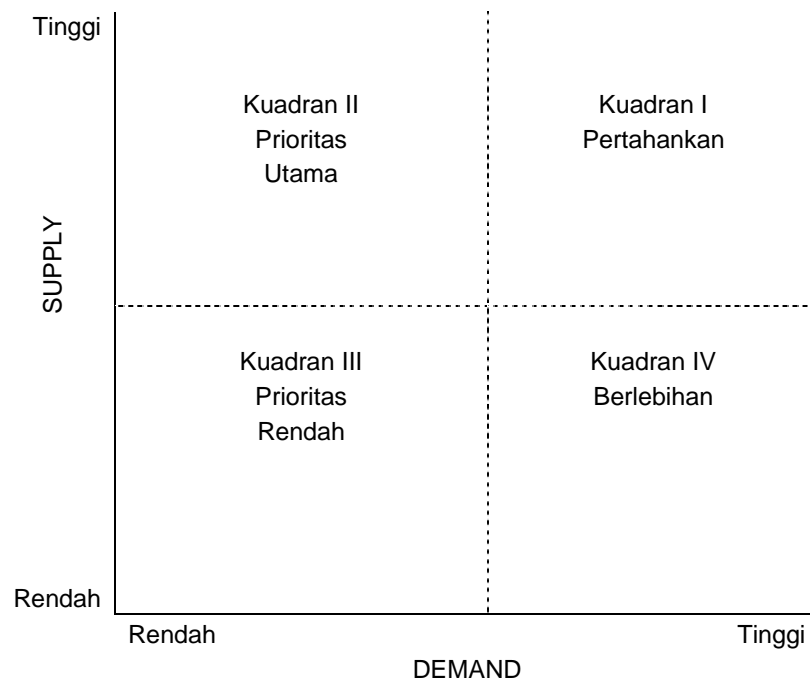 Tinggi
Kuadran II
Prioritas
Utama
Kuadran I
Pertahankan
SUPPLY
Kuadran III
Prioritas
Rendah
Kuadran IV
Berlebihan
Rendah
Rendah
Tinggi
DEMAND